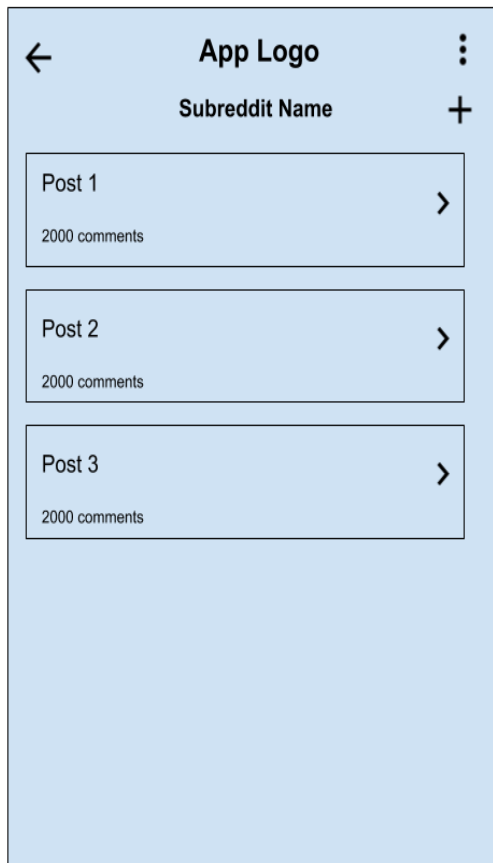 App Logo
Subreddit Name
Post 1
2000 comments
Post 2
2000 comments
Post 3
2000 comments